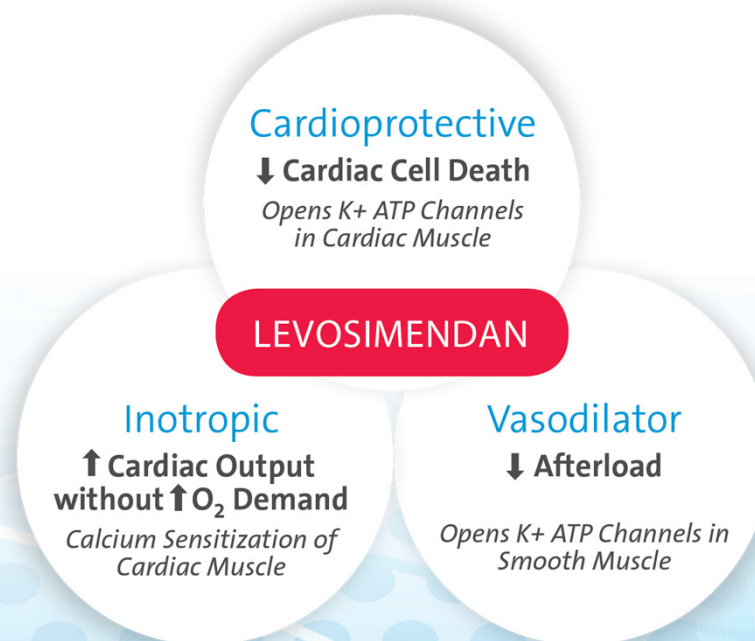 Cardioprotective
⬇ Cardiac Cell Death
Opens K+ ATP Channels
in Cardiac Muscle
LEVOSIMENDAN
Inotropic
⬆ Cardiac Output
without ⬆ O₂ Demand
Calcium Sensitization of
Cardiac Muscle
Vasodilator
⬇ Afterload
Opens K+ ATP Channels in
Smooth Muscle